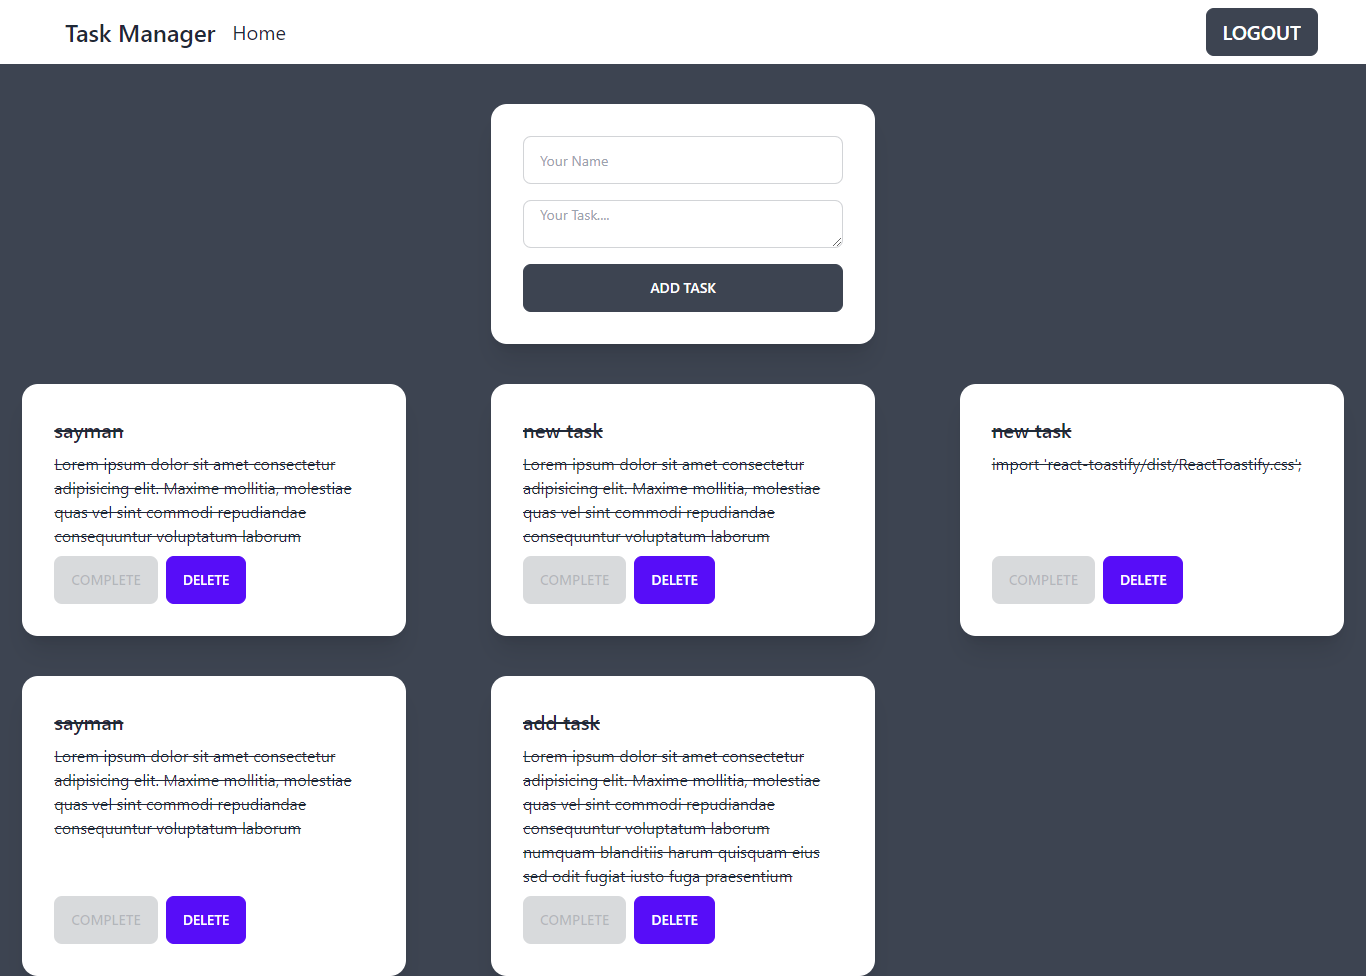 Task Manager Home LOGOUT
Your Name
Your Task....
ADD TASK
sayman
Lorem ipsum dolor sit amet consectetur
adipisicing elit. Maxime mollitia, molestiae
quas vel sint commodi repudiandae
consequuntur voluptatum laborum
COMPLETE DELETE
new task
Lorem ipsum dolor sit amet consectetur
adipisicing elit. Maxime mollitia, molestiae
quas vel sint commodi repudiandae
consequuntur voluptatum laborum
COMPLETE DELETE
new task
import 'react-toastify/dist/ReactToastify.css';
COMPLETE DELETE
sayman
Lorem ipsum dolor sit amet consectetur
adipisicing elit. Maxime mollitia, molestiae
quas vel sint commodi repudiandae
consequuntur voluptatum laborum
COMPLETE DELETE
add task
Lorem ipsum dolor sit amet consectetur
adipisicing elit. Maxime mollitia, molestiae
quas vel sint commodi repudiandae
consequuntur voluptatum laborum
numquam blanditiis harum quisquam eius
sed odit fugiat iusto fuga praesentium
COMPLETE DELETE